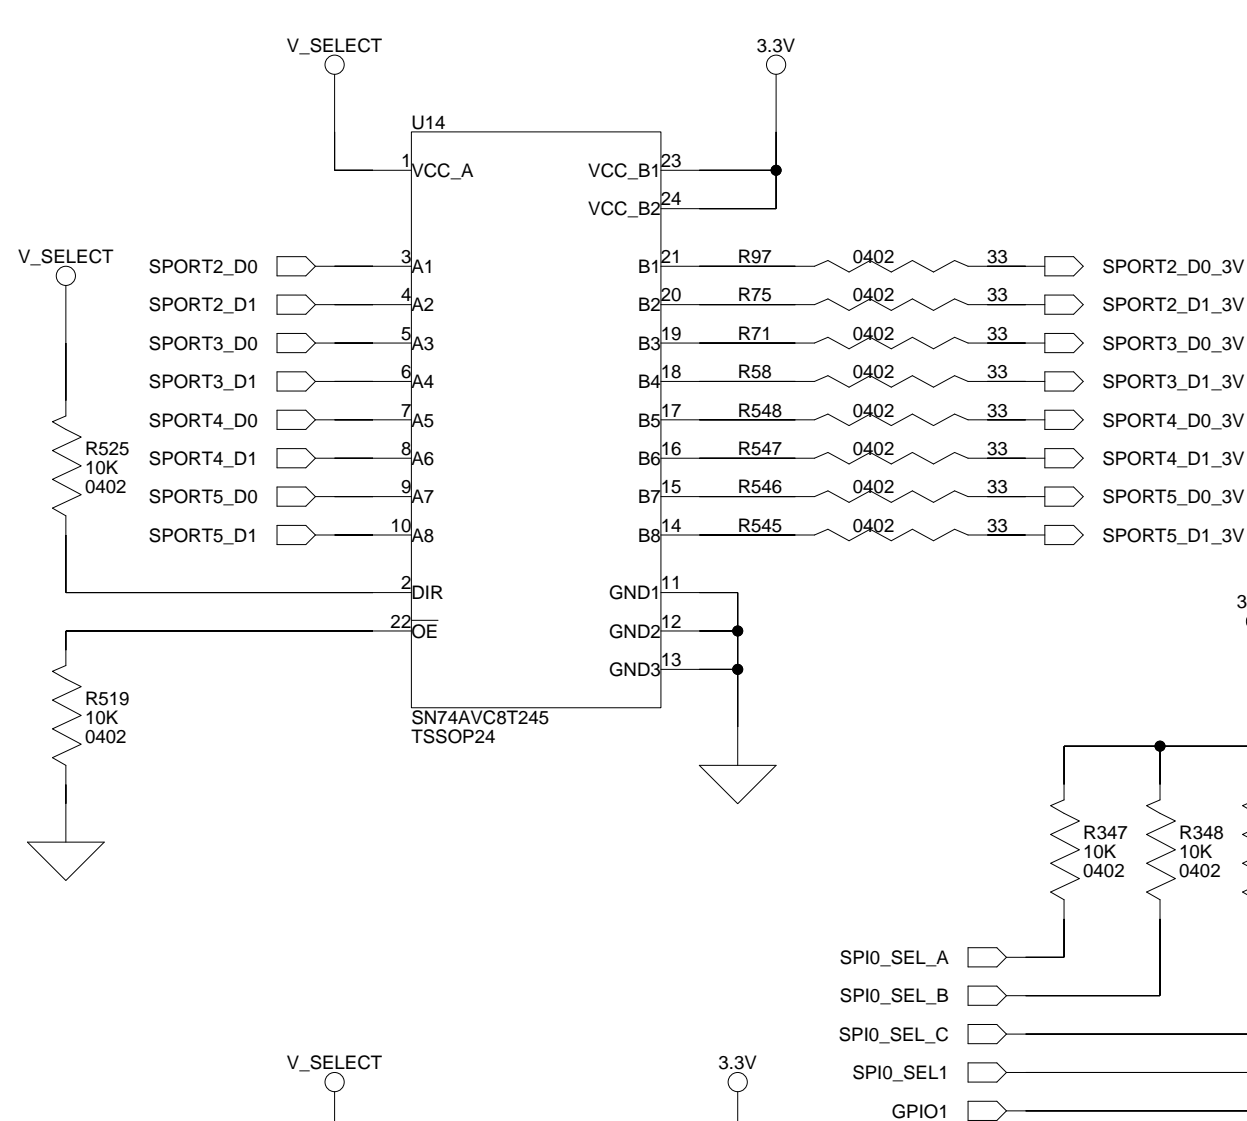 V_SELECT
3.3V
U14
1
VCC_A
VCC_B1
23
VCC_B2
24
V_SELECT
SPORT2_D0
3
A1
B1
21
R97
0402
33
SPORT2_D0_3V
SPORT2_D1
4
A2
B2
20
R75
0402
33
SPORT2_D1_3V
SPORT3_D0
5
A3
B3
19
R71
0402
33
SPORT3_D0_3V
SPORT3_D1
6
A4
B4
18
R58
0402
33
SPORT3_D1_3V
SPORT4_D0
7
A5
B5
17
R548
0402
33
SPORT4_D0_3V
R525
10K
0402
SPORT4_D1
8
A6
B6
16
R547
0402
33
SPORT4_D1_3V
SPORT5_D0
9
A7
B7
15
R546
0402
33
SPORT5_D0_3V
SPORT5_D1
10
A8
B8
14
R545
0402
33
SPORT5_D1_3V
2
DIR
GND1
11
22
OE
GND2
12
GND3
13
R519
10K
0402
SN74AVC8T245
TSSOP24
R347
10K
0402
R348
10K
0402
SPI0_SEL_A
SPI0_SEL_B
SPI0_SEL_C
SPI0_SEL1
GPIO1
V_SELECT
3.3V